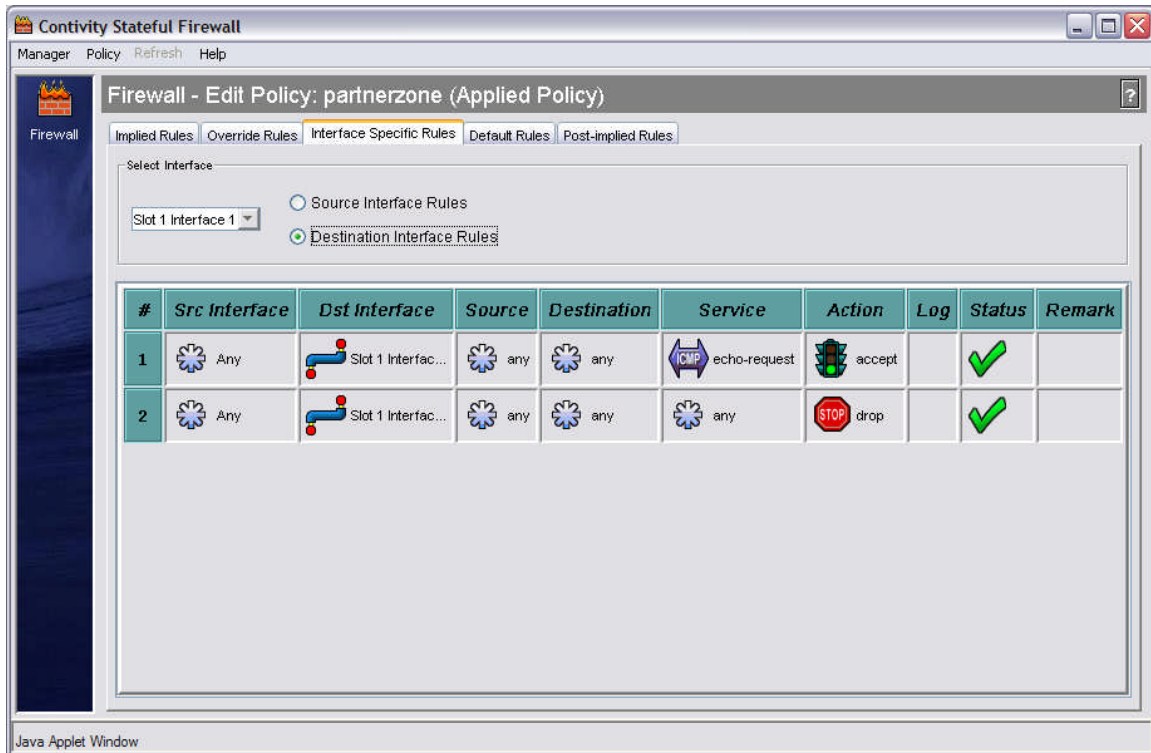 Contivity Stateful Firewall
Manager Policy Refresh Help
Firewall
Firewall - Edit Policy: partnerzone (Applied Policy)
?
Implied Rules Override Rules Interface Specific Rules Default Rules Post-implied Rules
Select Interface
Slot 1 Interface 1
Source Interface Rules
Destination Interface Rules
# Src Interface Dst Interface Source Destination Service Action Log Status Remark
1 Any Slot 1 Interfac... any any ICMP echo-request accept
2 Any Slot 1 Interfac... any any any STOP drop
Java Applet Window